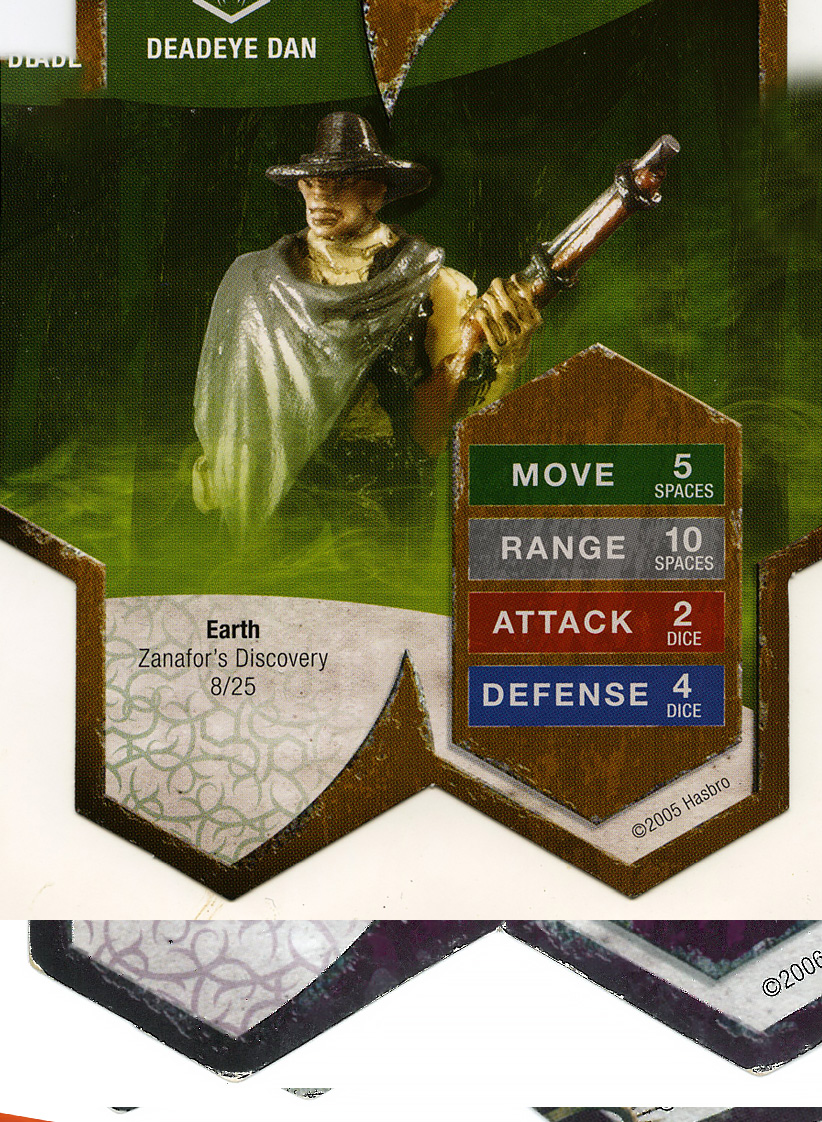 DEADEYE DAN
MOVE 5
SPACES
RANGE 10
SPACES
ATTACK 2
DICE
DEFENSE 4
DICE
Earth
Zanafor's Discovery
8/25
©2005 Hasbro
©2006